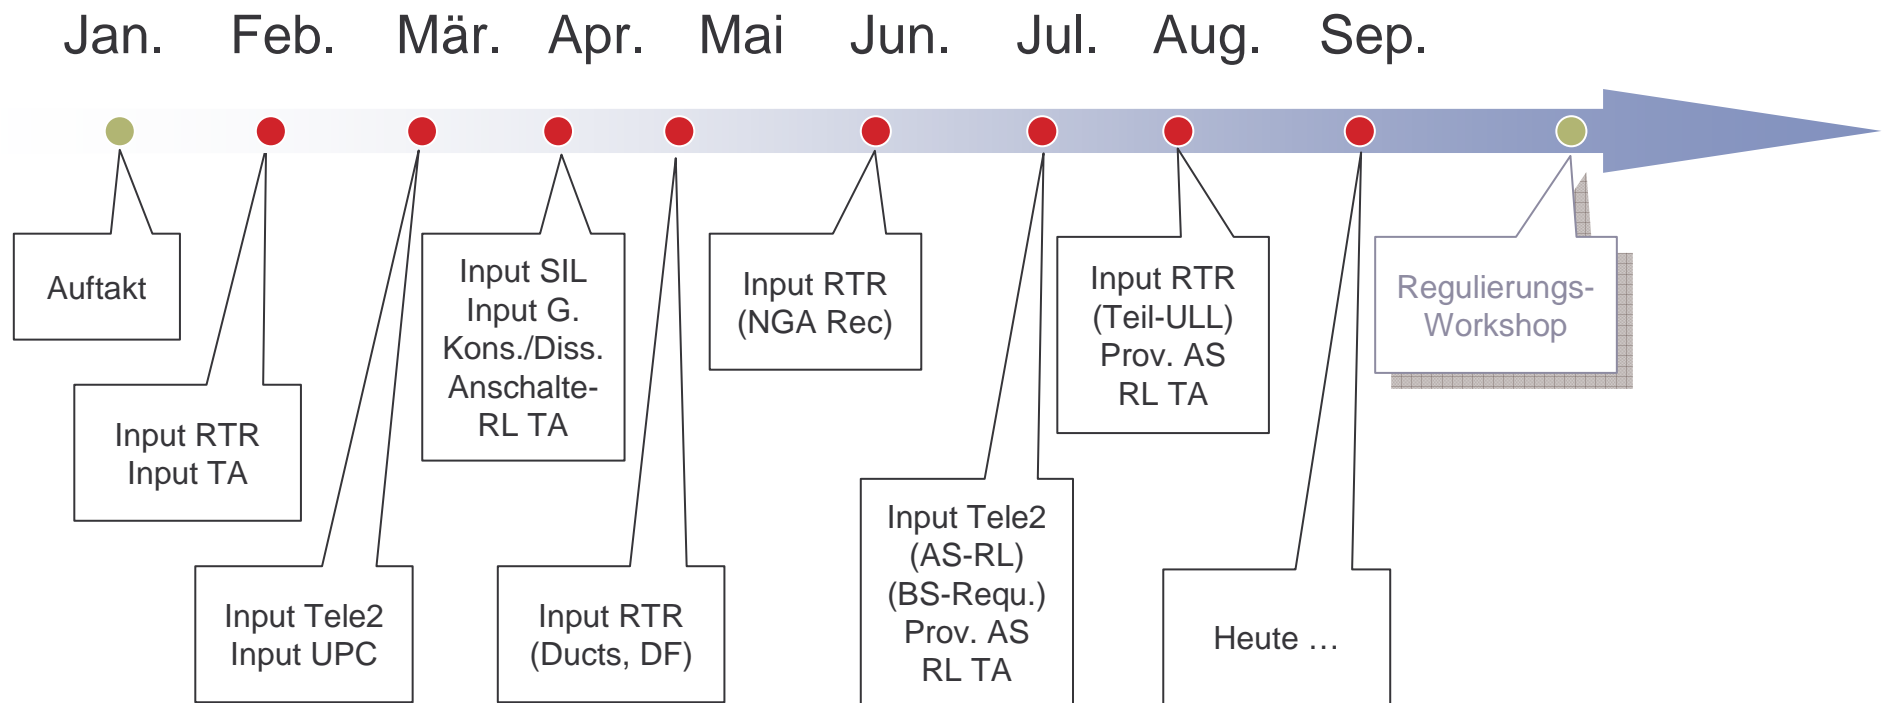 Jan. Feb. Mär. Apr. Mai Jun. Jul. Aug. Sep.
Auftakt
Input RTR
Input TA
Input Tele2
Input UPC
Input SIL
Input G.
Kons./Diss.
Anschalte-
RL TA
Input RTR
(Ducts, DF)
Input RTR
(NGA Rec)
Input Tele2
(AS-RL)
(BS-Requ.)
Prov. AS
RL TA
Input RTR
(Teil-ULL)
Prov. AS
RL TA
Heute …
Regulierungs-
Workshop